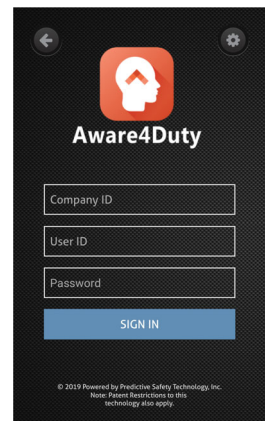 Aware4Duty
Company ID
User ID
Password
SIGN IN
© 2019 Powered by Predictive Safety Technology, Inc.
Note: Patent Restrictions to this
technology also apply.